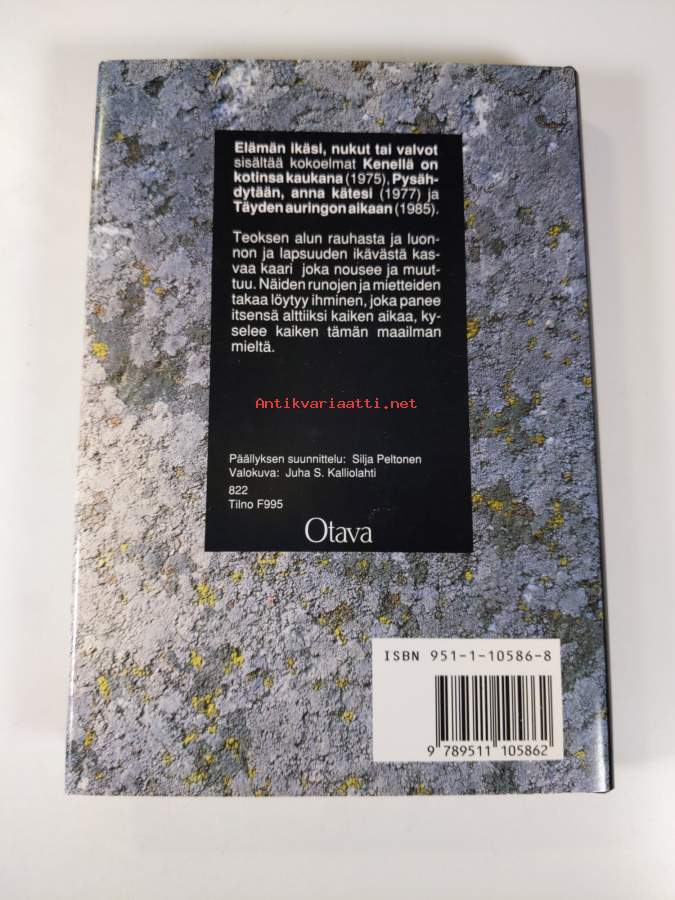 Elämän ikäsi, nukut tai valvot
sisältää kokoelmat Kenellä on
kotinsa kaukana (1975), Pysäh-
dytään, anna kätesi (1977) ja
Täyden auringon aikaan (1985).
Teoksen alun rauhasta ja luon-
non ja lapsuuden ikävästä kas-
vaa kaari joka nousee ja muut-
tuu. Näiden runojen ja mietteiden
takaa löytyy ihminen, joka panee
itsensä alttiiksi kaiken aikaa, ky-
selee kaiken tämän maailman
mieltä.
Antikvariaatti.net
Päällyksen suunnittelu: Silja Peltonen
Valokuva: Juha S. Kalliolahti
822
Tilno F995
Otava
ISBN 951-1-10586-8
9 789511 105862